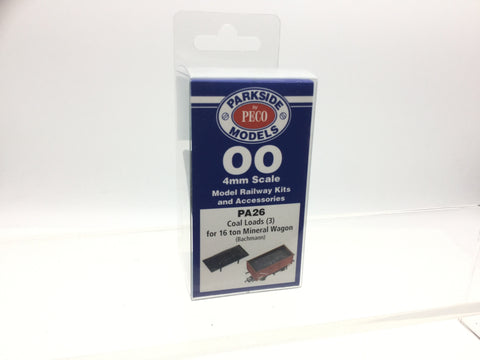 PARKSIDE
by
PECO
MODELS
OO
4mm Scale
Model Railway Kits
and Accessories
PA26
Coal Loads (3)
for 16 ton Mineral Wagon
(Bachmann)